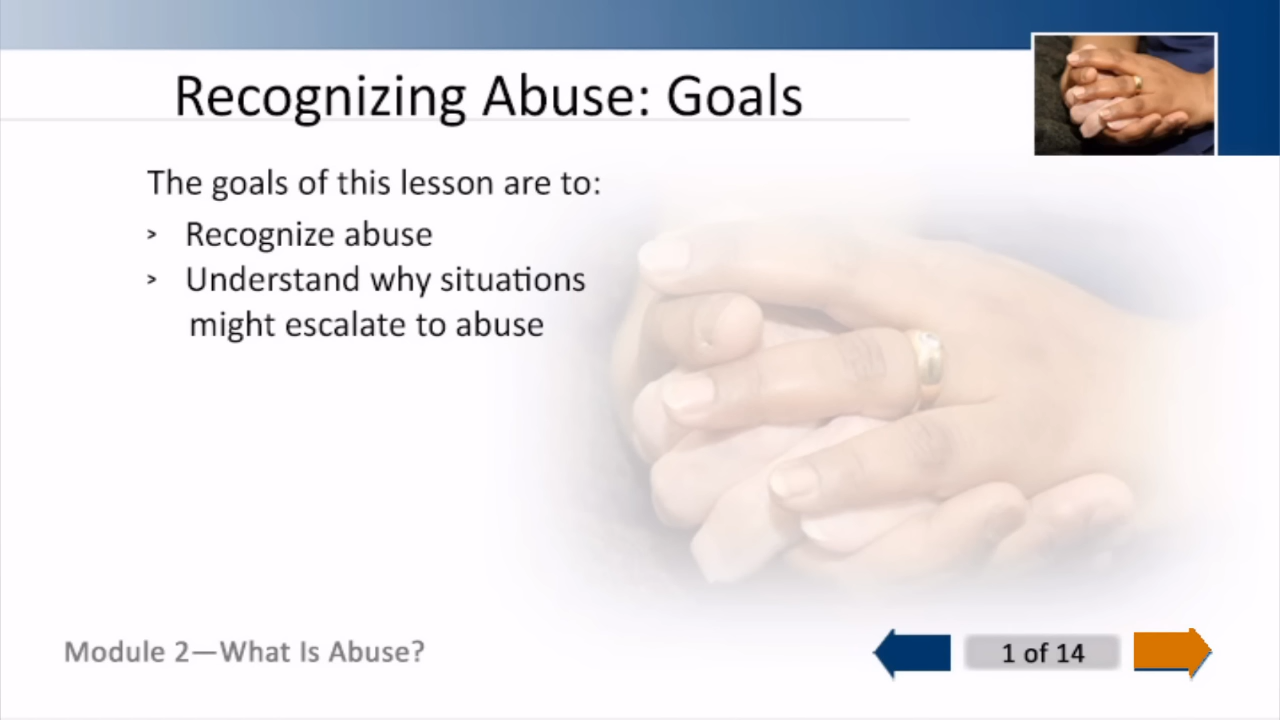 Recognizing Abuse: Goals
The goals of this lesson are to:
> Recognize abuse
> Understand why situations
might escalate to abuse
Module 2—What Is Abuse?
1 of 14